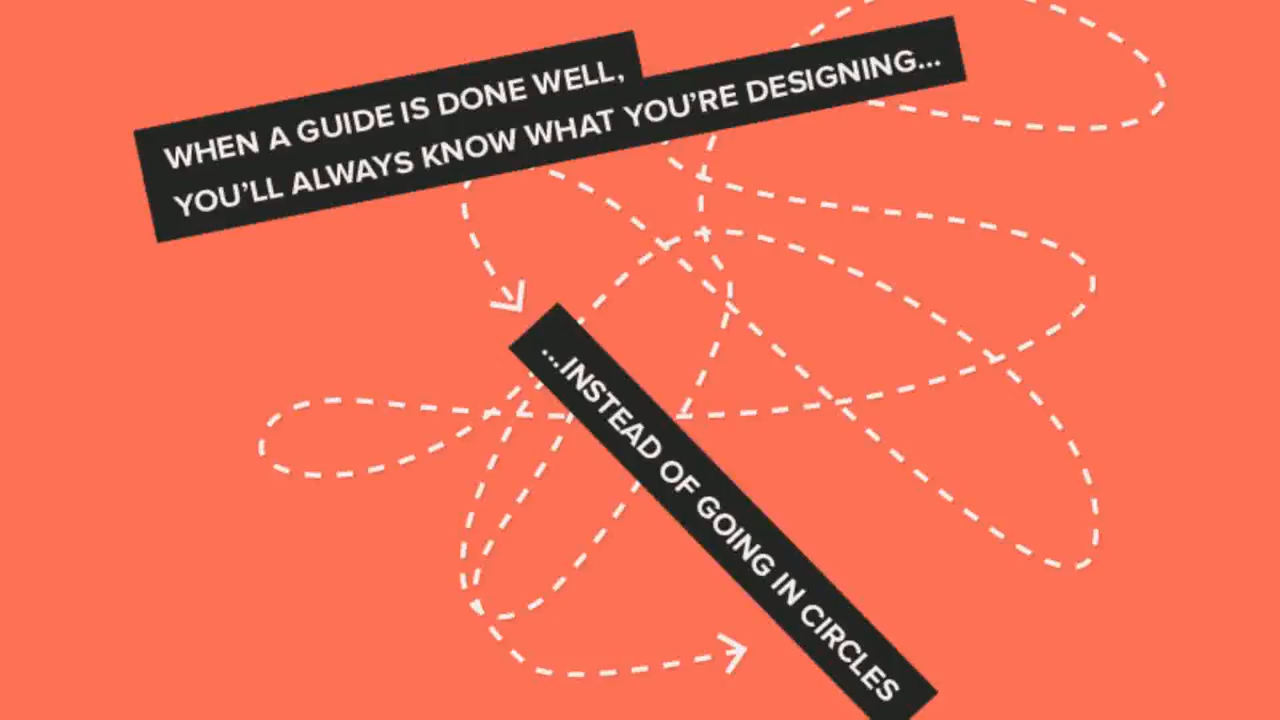 WHEN A GUIDE IS DONE WELL,
YOU’LL ALWAYS KNOW WHAT YOU’RE DESIGNING...
...INSTEAD OF GOING IN CIRCLES